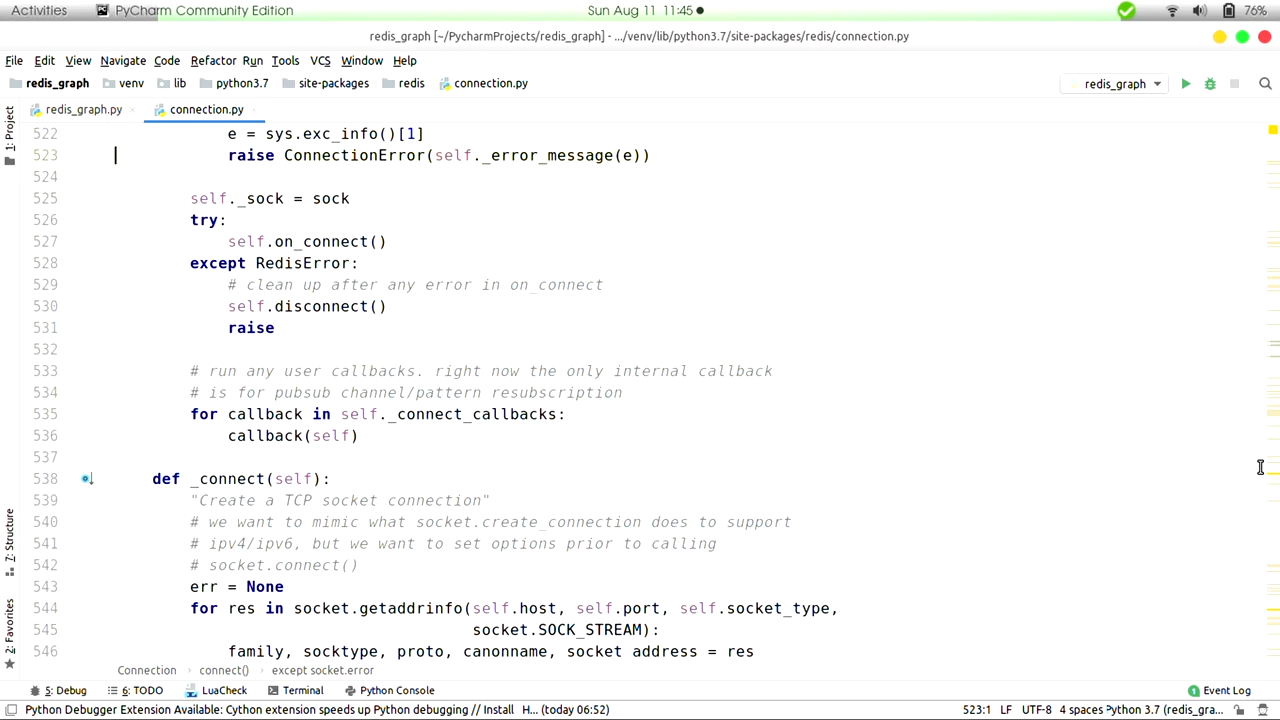 Activities PyCharm Community Edition Sun Aug 11 11:45 76%
redis_graph [~/PycharmProjects/redis_graph] - .../venv/lib/python3.7/site-packages/redis/connection.py
File Edit View Navigate Code Refactor Run Tools VCS Window Help
redis_graph venv lib python3.7 site-packages redis connection.py redis_graph
redis_graph.py connection.py
1: Project
7: Structure
2: Favorites
522 e = sys.exc_info()[1]
523 raise ConnectionError(self._error_message(e))
524
525 self._sock = sock
526 try:
527 self.on_connect()
528 except RedisError:
529 # clean up after any error in on_connect
530 self.disconnect()
531 raise
532
533 # run any user callbacks. right now the only internal callback
534 # is for pubsub channel/pattern resubscription
535 for callback in self._connect_callbacks:
536 callback(self)
537
538 def _connect(self):
539 "Create a TCP socket connection"
540 # we want to mimic what socket.create_connection does to support
541 # ipv4/ipv6, but we want to set options prior to calling
542 # socket.connect()
543 err = None
544 for res in socket.getaddrinfo(self.host, self.port, self.socket_type,
545 socket.SOCK_STREAM):
546 family, socktype, proto, canonname, socket_address = res
Connection connect() except socket.error
5: Debug 6: TODO LuaCheck Terminal Python Console 1 Event Log
Python Debugger Extension Available: Cython extension speeds up Python debugging // Install H... (today 06:52) 523:1 LF UTF-8 4 spaces Python 3.7 (redis_gra...